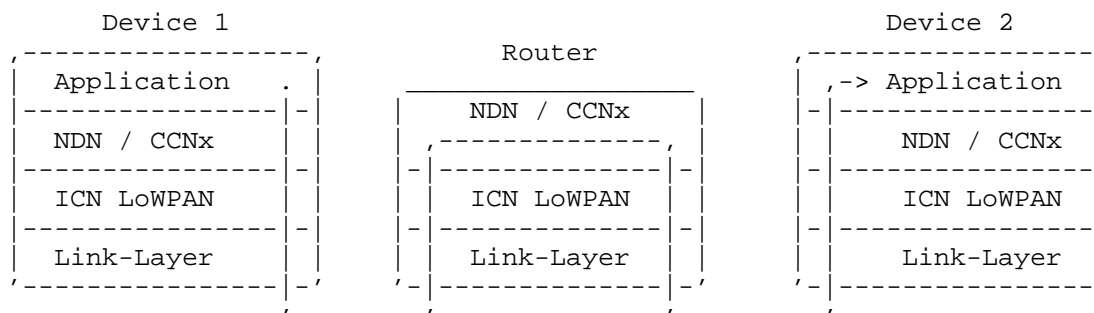 Device 1 Device 2
Router
Application ,-> Application
NDN / CCNx
NDN / CCNx NDN / CCNx
ICN LoWPAN ICN LoWPAN ICN LoWPAN
Link-Layer Link-Layer Link-Layer